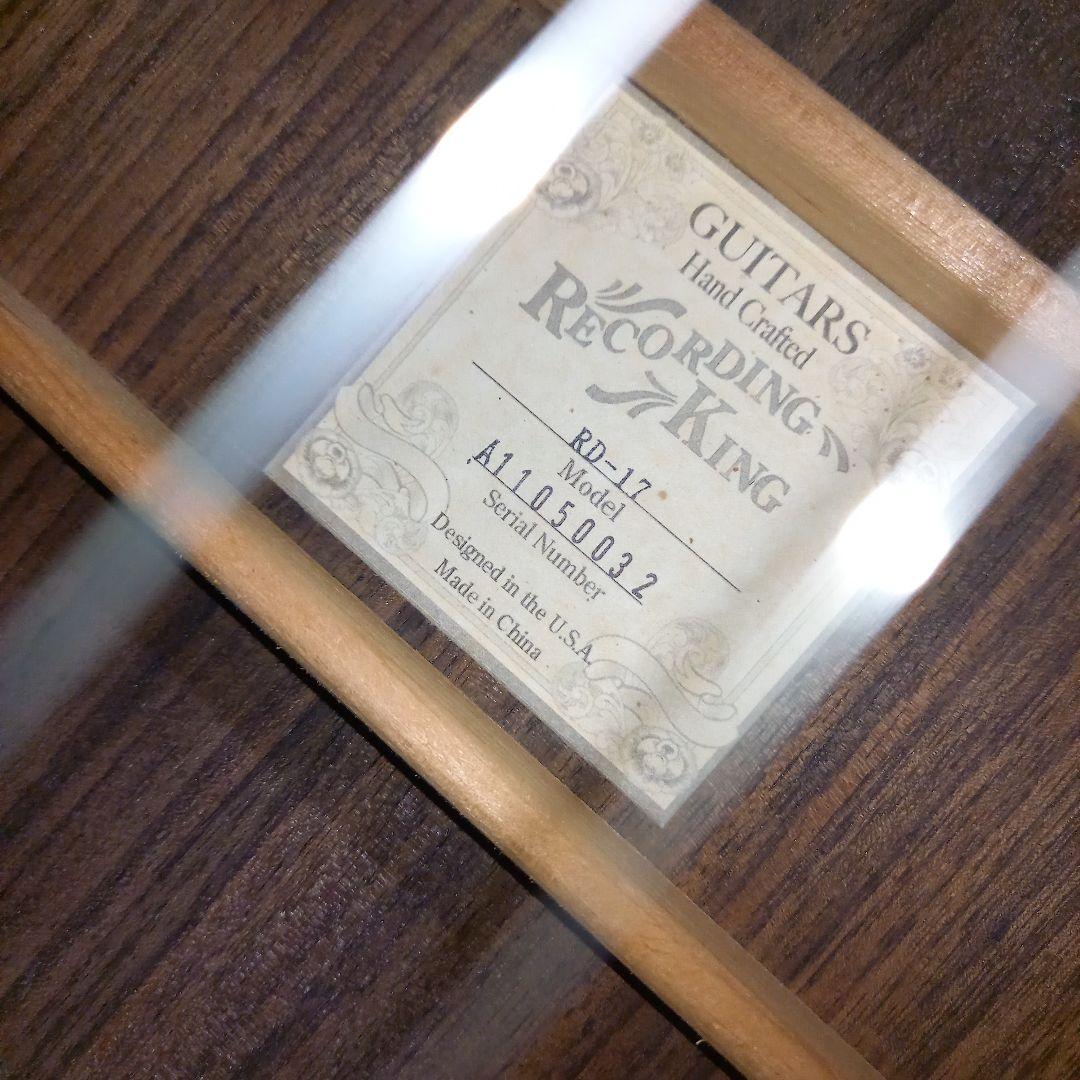 GUITARS
Hand Crafted
RECORDING
KING
RD-17
Model
A11050032
Serial Number
Designed in the U.S.A.
Made in China